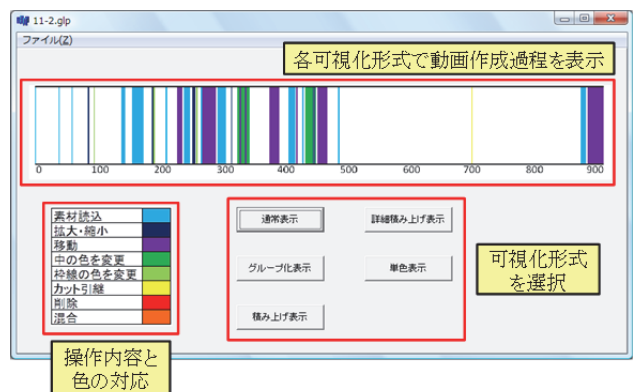 11-2.glp
ファイル(Z)
各可視化形式で動画作成過程を表示
0 100 200 300 400 500 600 700 800 900
素材読込
拡大・縮小
移動
中の色を変更
枠線の色を変更
カット引継
削除
混合
通常表示
詳細積み上げ表示
グループ化表示
単色表示
積み上げ表示
可視化形式
を選択
操作内容と
色の対応